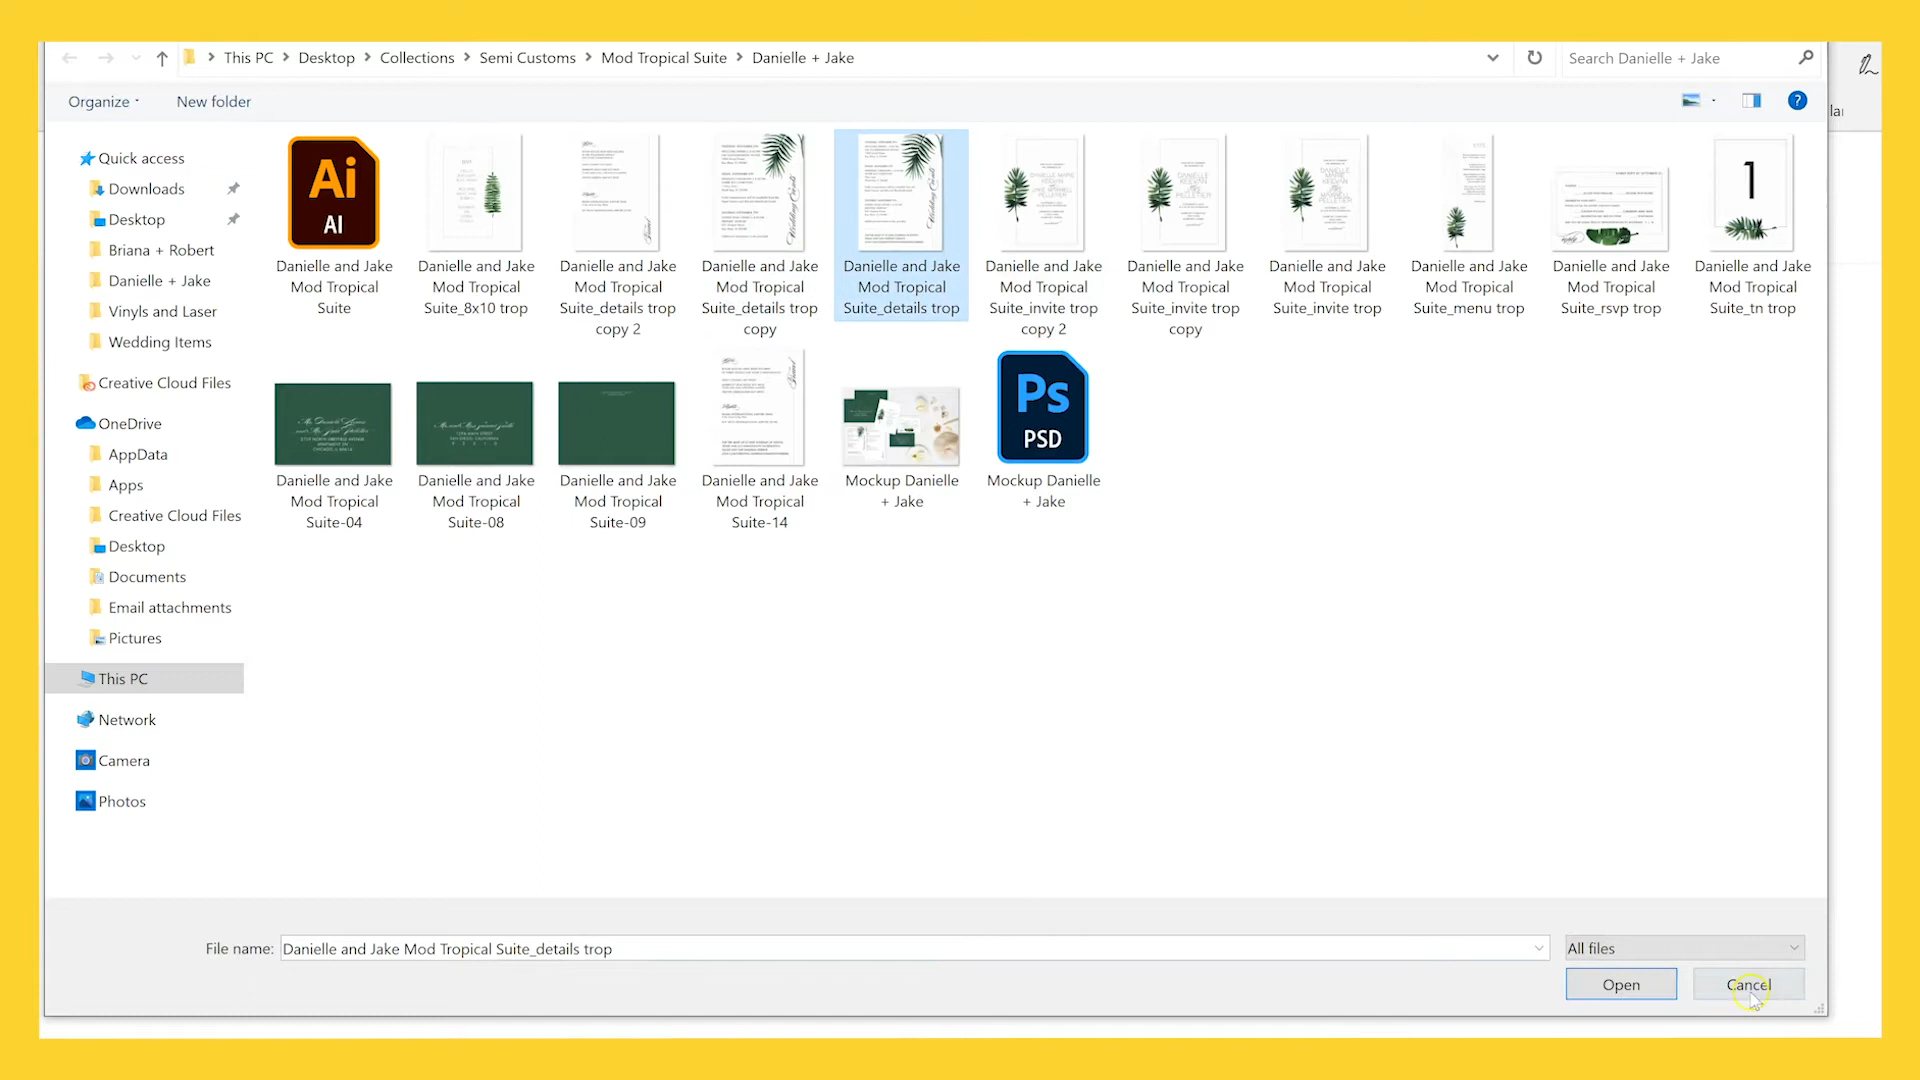 This PC > Desktop > Collections > Semi Customs > Mod Tropical Suite > Danielle + Jake
Search Danielle + Jake
Organize
New folder
?
Quick access
Downloads
Desktop
Briana + Robert
Danielle + Jake
Vinyls and Laser
Wedding Items
Creative Cloud Files
OneDrive
AppData
Apps
Creative Cloud Files
Desktop
Documents
Email attachments
Pictures
This PC
Network
Camera
Photos
Ai
AI
Danielle and Jake
Mod Tropical
Suite
Danielle and Jake
Mod Tropical
Suite_8x10 trop
Danielle and Jake
Mod Tropical
Suite_details trop
copy 2
Wedding Events
Danielle and Jake
Mod Tropical
Suite_details trop
copy
Wedding Events
Danielle and Jake
Mod Tropical
Suite_details trop
Danielle and Jake
Mod Tropical
Suite_invite trop
copy 2
Danielle and Jake
Mod Tropical
Suite_invite trop
copy
Danielle and Jake
Mod Tropical
Suite_invite trop
Danielle and Jake
Mod Tropical
Suite_menu trop
Danielle and Jake
Mod Tropical
Suite_rsvp trop
1
Danielle and Jake
Mod Tropical
Suite_tn trop
Danielle and Jake
Mod Tropical
Suite-04
Danielle and Jake
Mod Tropical
Suite-08
Danielle and Jake
Mod Tropical
Suite-09
Danielle and Jake
Mod Tropical
Suite-14
Mockup Danielle
+ Jake
Ps
PSD
Mockup Danielle
+ Jake
File name:
Danielle and Jake Mod Tropical Suite_details trop
All files
Open
Cancel